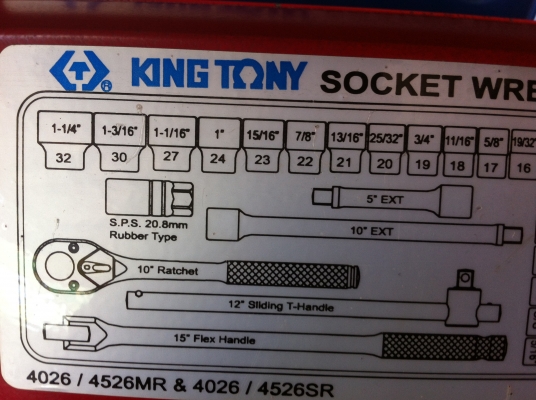 KING TONY SOCKET WRE
1-1/4" 1-3/16" 1-1/16" 1" 15/16" 7/8" 13/16" 25/32" 3/4" 11/16" 5/8" 19/32"
32 30 27 24 23 22 21 20 19 18 17 16
S.P.S. 20.8mm
Rubber Type
5" EXT
10" EXT
10" Ratchet
12" Sliding T-Handle
15" Flex Handle
4026 / 4526MR & 4026 / 4526SR